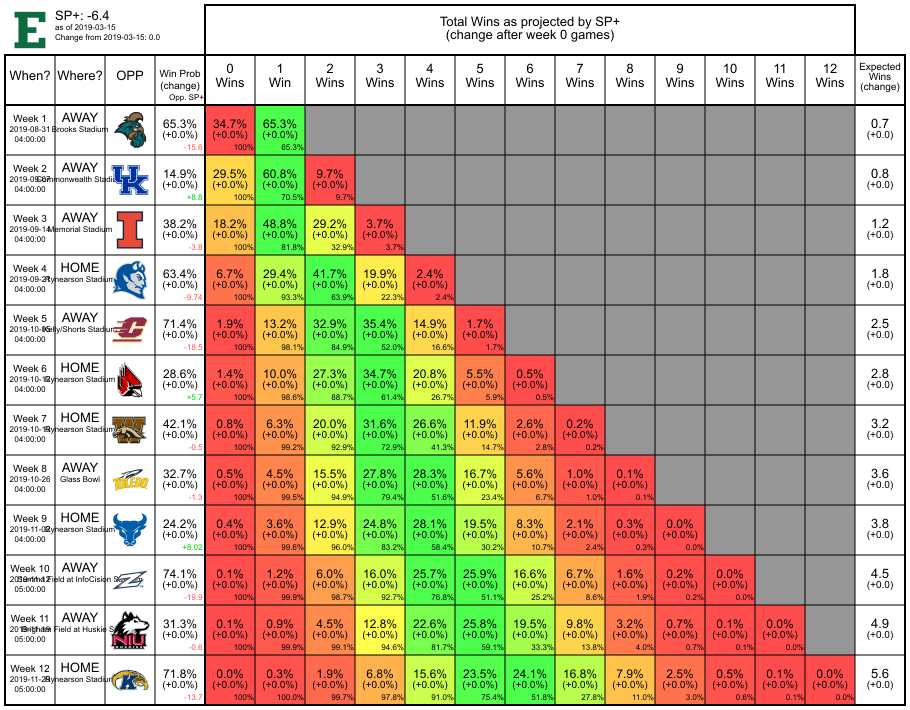 SP+: -6.4
as of 2019-03-15
Change from 2019-03-15: 0.0
Total Wins as projected by SP+
(change after week 0 games)
When? Where? OPP Win Prob (change) Opp. SP+ 0 Wins 1 Win 2 Wins 3 Wins 4 Wins 5 Wins 6 Wins 7 Wins 8 Wins 9 Wins 10 Wins 11 Wins 12 Wins Expected Wins (change)
Week 1 AWAY 65.3% 34.7% 65.3% 0.7
2019-08-31 Brooks Stadium (+0.0%) (+0.0%) (+0.0%) (+0.0)
04:00:00 -15.6 100% 65.3%
Week 2 AWAY 14.9% 29.5% 60.8% 9.7% 0.8
(+0.0%) (+0.0%) (+0.0%) (+0.0%) (+0.0)
04:00:00 +8.8 100% 70.5% 9.7%
Week 3 AWAY 38.2% 18.2% 48.8% 29.2% 3.7% 1.2
Memorial Stadium (+0.0%) (+0.0%) (+0.0%) (+0.0%) (+0.0%) (+0.0)
04:00:00 -3.8 100% 81.8% 32.9% 3.7%
Week 4 HOME 63.4% 6.7% 29.4% 41.7% 19.9% 2.4% 1.8
Rynearson Stadium (+0.0%) (+0.0%) (+0.0%) (+0.0%) (+0.0%) (+0.0%) (+0.0)
04:00:00 -9.74 100% 93.3% 63.9% 22.3% 2.4%
Week 5 AWAY 71.4% 1.9% 13.2% 32.9% 35.4% 14.9% 1.7% 2.5
Kelly/Shorts Stadium (+0.0%) (+0.0%) (+0.0%) (+0.0%) (+0.0%) (+0.0%) (+0.0%) (+0.0)
04:00:00 -18.5 100% 98.1% 84.9% 52.0% 16.6% 1.7%
Week 6 HOME 28.6% 1.4% 10.0% 27.3% 34.7% 20.8% 5.5% 0.5% 2.8
Rynearson Stadium (+0.0%) (+0.0%) (+0.0%) (+0.0%) (+0.0%) (+0.0%) (+0.0%) (+0.0%) (+0.0)
04:00:00 +5.7 100% 98.6% 88.7% 61.4% 26.7% 5.9% 0.5%
Week 7 HOME 42.1% 0.8% 6.3% 20.0% 31.6% 26.6% 11.9% 2.6% 0.2% 3.2
Rynearson Stadium (+0.0%) (+0.0%) (+0.0%) (+0.0%) (+0.0%) (+0.0%) (+0.0%) (+0.0%) (+0.0%) (+0.0)
04:00:00 -0.5 100% 99.2% 92.9% 72.9% 41.3% 14.7% 2.8% 0.2%
Week 8 AWAY 32.7% 0.5% 4.5% 15.5% 27.8% 28.3% 16.7% 5.6% 1.0% 0.1% 3.6
2019-10-26 Glass Bowl TOLEDO (+0.0%) (+0.0%) (+0.0%) (+0.0%) (+0.0%) (+0.0%) (+0.0%) (+0.0%) (+0.0%) (+0.0%) (+0.0)
04:00:00 -1.3 100% 99.5% 94.9% 79.4% 51.6% 23.4% 6.7% 1.0% 0.1%
Week 9 HOME 24.2% 0.4% 3.6% 12.9% 24.8% 28.1% 19.5% 8.3% 2.1% 0.3% 0.0% 3.8
Rynearson Stadium (+0.0%) (+0.0%) (+0.0%) (+0.0%) (+0.0%) (+0.0%) (+0.0%) (+0.0%) (+0.0%) (+0.0%) (+0.0%) (+0.0)
04:00:00 +8.02 100% 99.6% 96.0% 83.2% 58.4% 30.2% 10.7% 2.4% 0.3% 0.0%
Week 10 AWAY 74.1% 0.1% 1.2% 6.0% 16.0% 25.7% 25.9% 16.6% 6.7% 1.6% 0.2% 0.0% 4.5
Field at InfoCision (+0.0%) (+0.0%) (+0.0%) (+0.0%) (+0.0%) (+0.0%) (+0.0%) (+0.0%) (+0.0%) (+0.0%) (+0.0%) (+0.0%) (+0.0)
05:00:00 -19.9 100% 99.9% 98.7% 92.7% 76.8% 51.1% 25.2% 8.6% 1.9% 0.2% 0.0%
Week 11 AWAY 31.3% 0.1% 0.9% 4.5% 12.8% 22.6% 25.8% 19.5% 9.8% 3.2% 0.7% 0.1% 0.0% 4.9
Field at Huskie NIU (+0.0%) (+0.0%) (+0.0%) (+0.0%) (+0.0%) (+0.0%) (+0.0%) (+0.0%) (+0.0%) (+0.0%) (+0.0%) (+0.0%) (+0.0%) (+0.0)
05:00:00 -0.6 100% 99.9% 99.1% 94.6% 81.7% 59.1% 33.3% 13.8% 4.0% 0.7% 0.1% 0.0%
Week 12 HOME 71.8% 0.0% 0.3% 1.9% 6.8% 15.6% 23.5% 24.1% 16.8% 7.9% 2.5% 0.5% 0.1% 0.0% 5.6
Rynearson Stadium (+0.0%) (+0.0%) (+0.0%) (+0.0%) (+0.0%) (+0.0%) (+0.0%) (+0.0%) (+0.0%) (+0.0%) (+0.0%) (+0.0%) (+0.0%) (+0.0%) (+0.0)
05:00:00 -13.7 100% 100.0% 99.7% 97.8% 91.0% 75.4% 51.8% 27.8% 11.0% 3.0% 0.6% 0.1% 0.0%